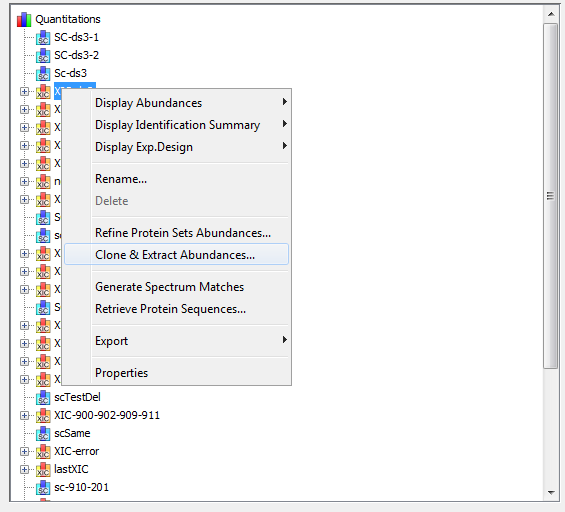 Quantitations
SC-ds3-1
SC-ds3-2
Sc-ds3
Display Abundances
Display Identification Summary
Display Exp.Design
Rename...
Delete
Refine Protein Sets Abundances...
Clone & Extract Abundances...
Generate Spectrum Matches
Retrieve Protein Sequences...
Export
Properties
scTestDel
XIC-900-902-909-911
scSame
XIC-error
lastXIC
sc-910-201